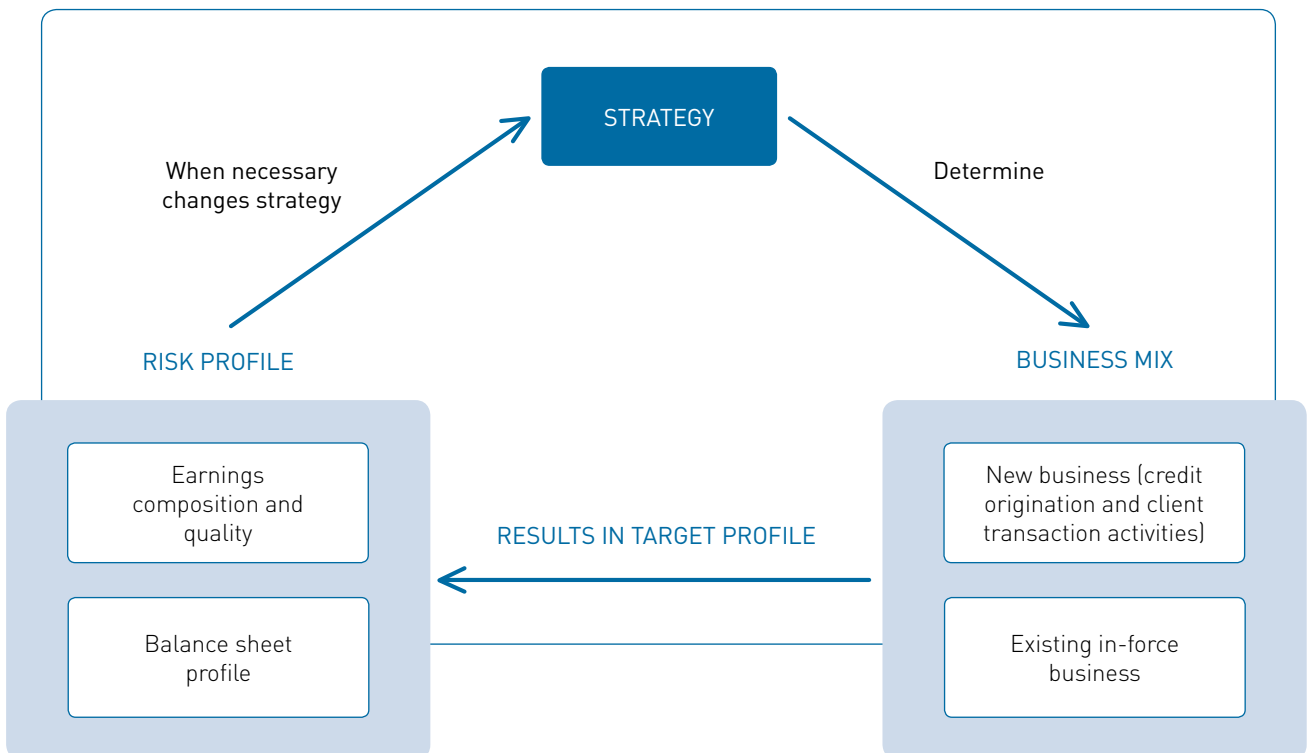 STRATEGY
When necessary
changes strategy
Determine
RISK PROFILE
BUSINESS MIX
Earnings
composition and
quality
New business (credit
origination and client
transaction activities)
RESULTS IN TARGET PROFILE
Balance sheet
profile
Existing in-force
business